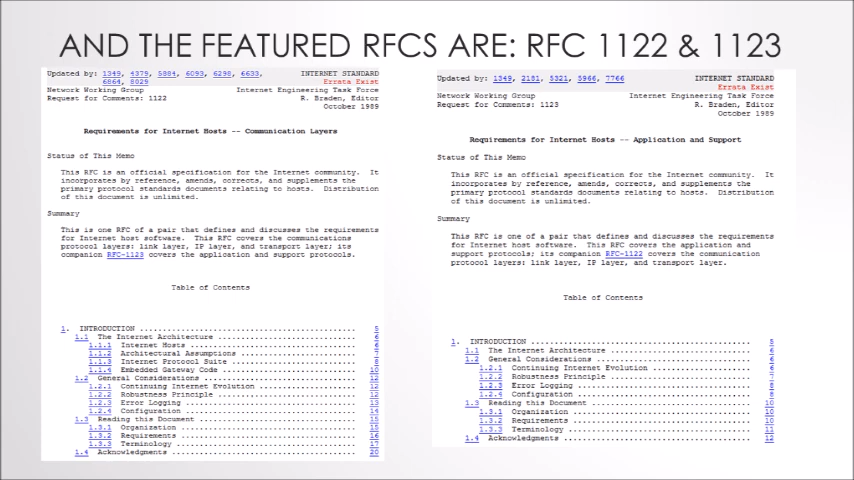 AND THE FEATURED RFCS ARE: RFC 1122 & 1123
Updated by: 1349, 4379, 5884, 6093, 6298, 6633, INTERNET STANDARD
6864, 8029 Errata Exist
Network Working Group Internet Engineering Task Force
Request for Comments: 1122 R. Braden, Editor
October 1989
Requirements for Internet Hosts -- Communication Layers
Status of This Memo
This RFC is an official specification for the Internet community. It
incorporates by reference, amends, corrects, and supplements the
primary protocol standards documents relating to hosts. Distribution
of this document is unlimited.
Summary
This is one RFC of a pair that defines and discusses the requirements
for Internet host software. This RFC covers the communications
protocol layers: link layer, IP layer, and transport layer; its
companion RFC-1123 covers the application and support protocols.
Table of Contents
1. INTRODUCTION ............................................... 5
1.1 The Internet Architecture .............................. 6
1.1.1 Internet Hosts .................................... 6
1.1.2 Architectural Assumptions ......................... 7
1.1.3 Internet Protocol Suite ........................... 8
1.1.4 Embedded Gateway Code ............................. 10
1.2 General Considerations ................................. 12
1.2.1 Continuing Internet Evolution ..................... 12
1.2.2 Robustness Principle .............................. 12
1.2.3 Error Logging ..................................... 13
1.2.4 Configuration ..................................... 14
1.3 Reading this Document .................................. 15
1.3.1 Organization ...................................... 15
1.3.2 Requirements ...................................... 16
1.3.3 Terminology ....................................... 17
1.4 Acknowledgments ........................................ 20
Updated by: 1349, 2181, 5321, 5966, 7766 INTERNET STANDARD
Errata Exist
Network Working Group Internet Engineering Task Force
Request for Comments: 1123 R. Braden, Editor
October 1989
Requirements for Internet Hosts -- Application and Support
Status of This Memo
This RFC is an official specification for the Internet community. It
incorporates by reference, amends, corrects, and supplements the
primary protocol standards documents relating to hosts. Distribution
of this document is unlimited.
Summary
This RFC is one of a pair that defines and discusses the requirements
for Internet host software. This RFC covers the application and
support protocols; its companion RFC-1122 covers the communication
protocol layers: link layer, IP layer, and transport layer.
Table of Contents
1. INTRODUCTION ............................................... 5
1.1 The Internet Architecture .............................. 6
1.2 General Considerations ................................. 6
1.2.1 Continuing Internet Evolution ..................... 6
1.2.2 Robustness Principle .............................. 7
1.2.3 Error Logging ..................................... 8
1.2.4 Configuration ..................................... 8
1.3 Reading this Document .................................. 10
1.3.1 Organization ...................................... 10
1.3.2 Requirements ...................................... 10
1.3.3 Terminology ....................................... 11
1.4 Acknowledgments ........................................ 12